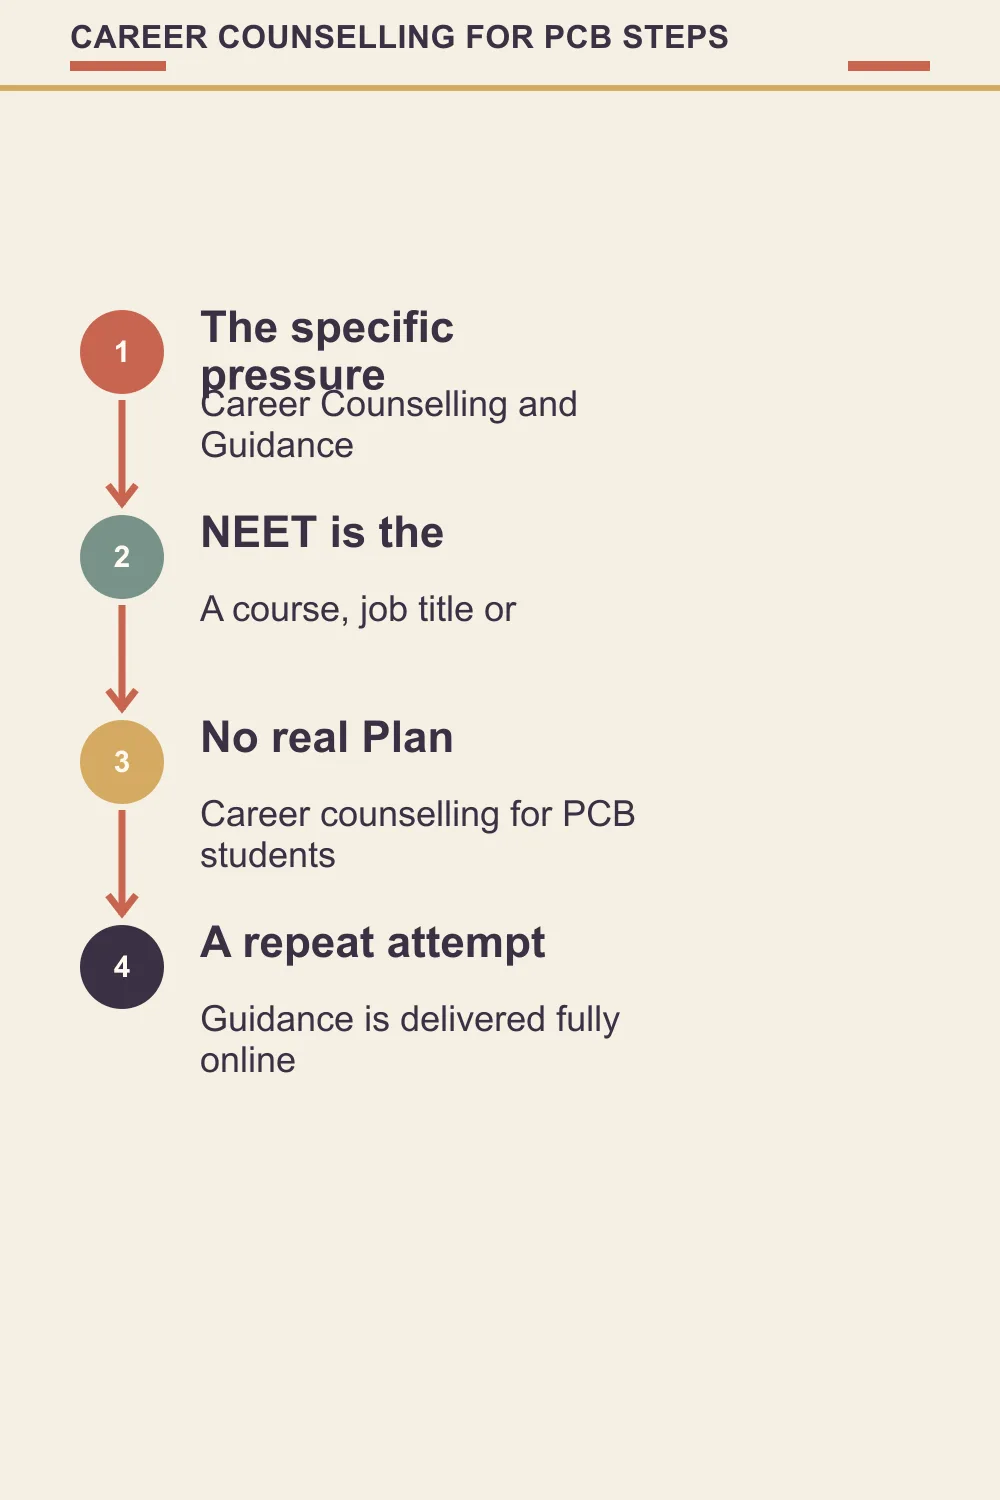 CAREER COUNSELLING FOR PCB STEPS
1
The specific
pressure
Career Counselling and
Guidance
2
NEET is the
A course, job title or
3
No real Plan
Career counselling for PCB
students
4
A repeat attempt
Guidance is delivered fully
online